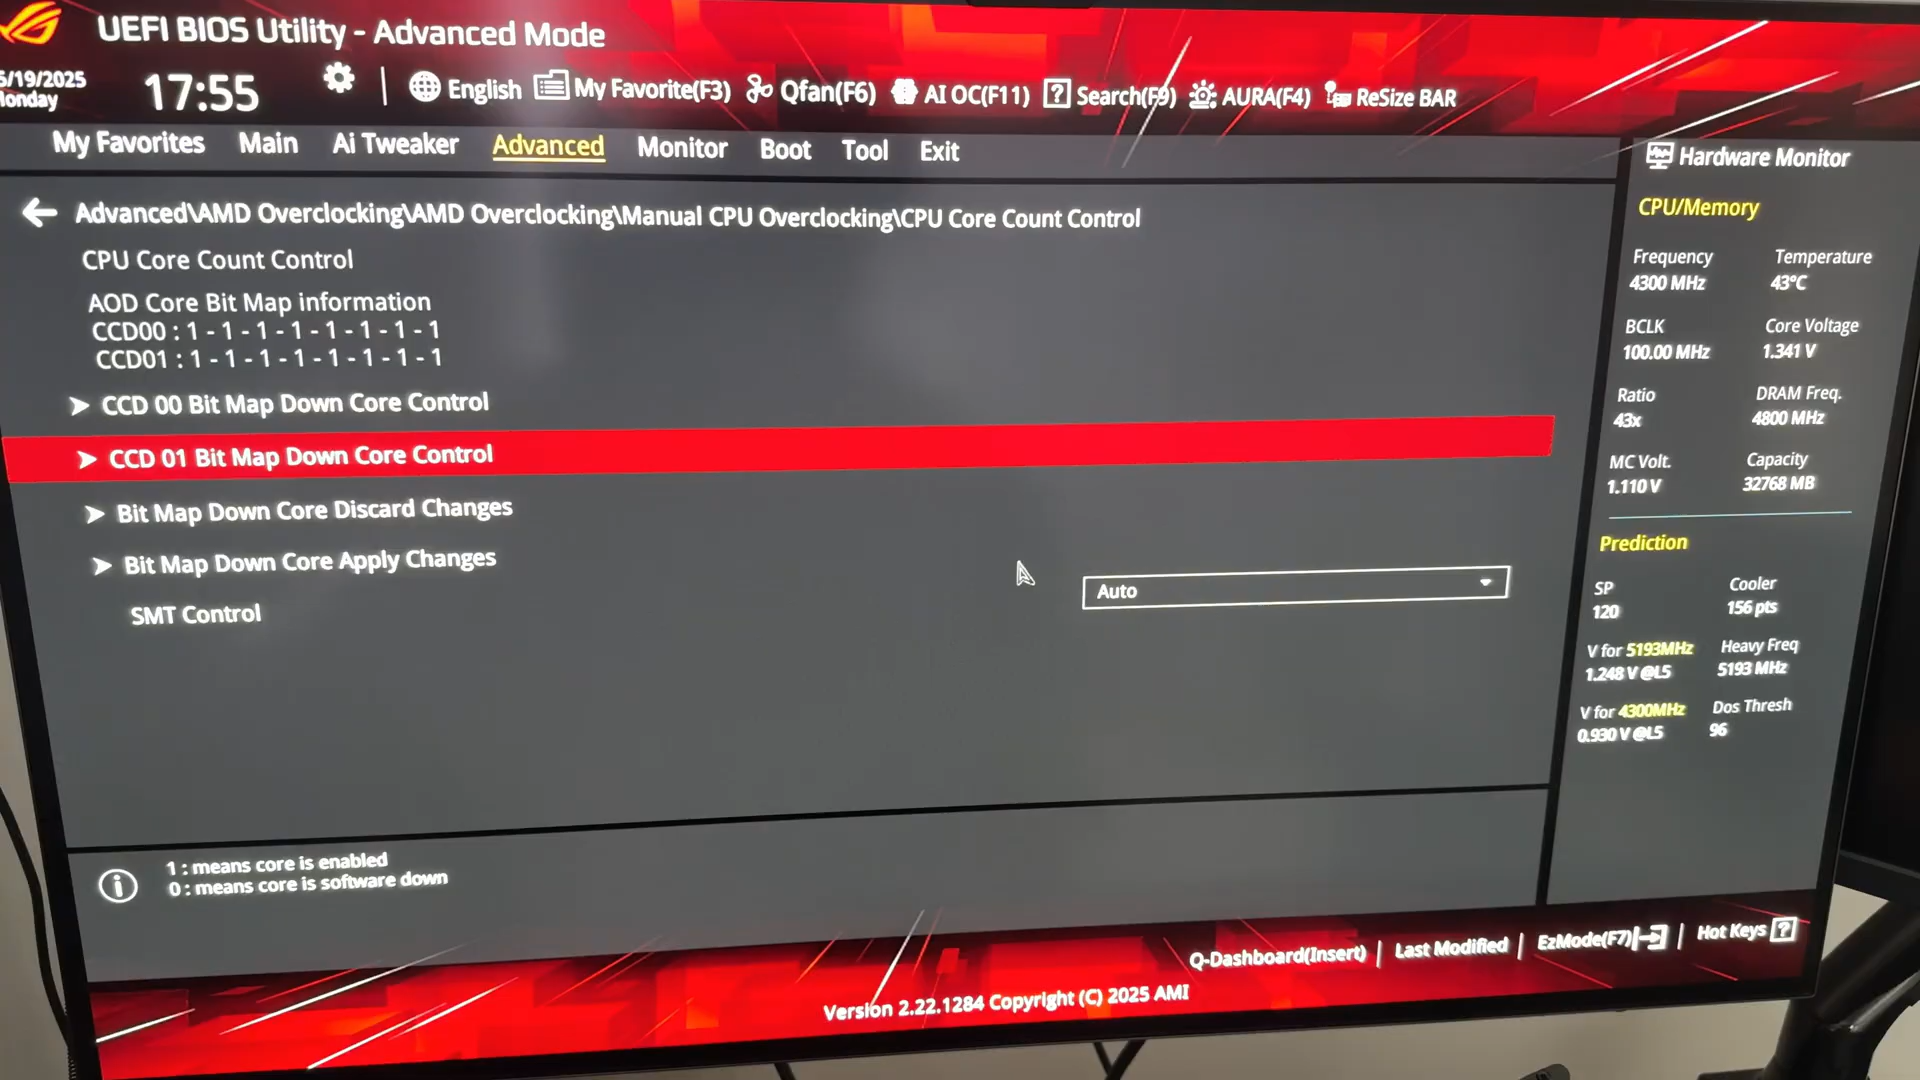 UEFI BIOS Utility - Advanced Mode
5/19/2025
Monday
17:55
English
My Favorite(F3)
Qfan(F6)
AI OC(F11)
Search(F9)
AURA(F4)
ReSize BAR
My Favorites
Main
Ai Tweaker
Advanced
Monitor
Boot
Tool
Exit
Advanced\AMD Overclocking\AMD Overclocking\Manual CPU Overclocking\CPU Core Count Control
CPU Core Count Control
AOD Core Bit Map information
CCD00 : 1 - 1 - 1 - 1 - 1 - 1 - 1 - 1
CCD01 : 1 - 1 - 1 - 1 - 1 - 1 - 1 - 1
CCD 00 Bit Map Down Core Control
CCD 01 Bit Map Down Core Control
Bit Map Down Core Discard Changes
Bit Map Down Core Apply Changes
SMT Control
Auto
1 : means core is enabled
0 : means core is software down
Hardware Monitor
CPU/Memory
Frequency
Temperature
4300 MHz
43°C
BCLK
Core Voltage
100.00 MHz
1.341 V
Ratio
DRAM Freq.
43x
4800 MHz
MC Volt.
Capacity
1.110 V
32768 MB
Prediction
SP
Cooler
120
156 pts
V for 5193MHz
Heavy Freq
1.248 V @L5
5193 MHz
V for 4300MHz
Dos Thresh
0.930 V @L5
96
Q-Dashboard(Insert)
Last Modified
EzMode(F7)
Hot Keys
Version 2.22.1284 Copyright (C) 2025 AMI